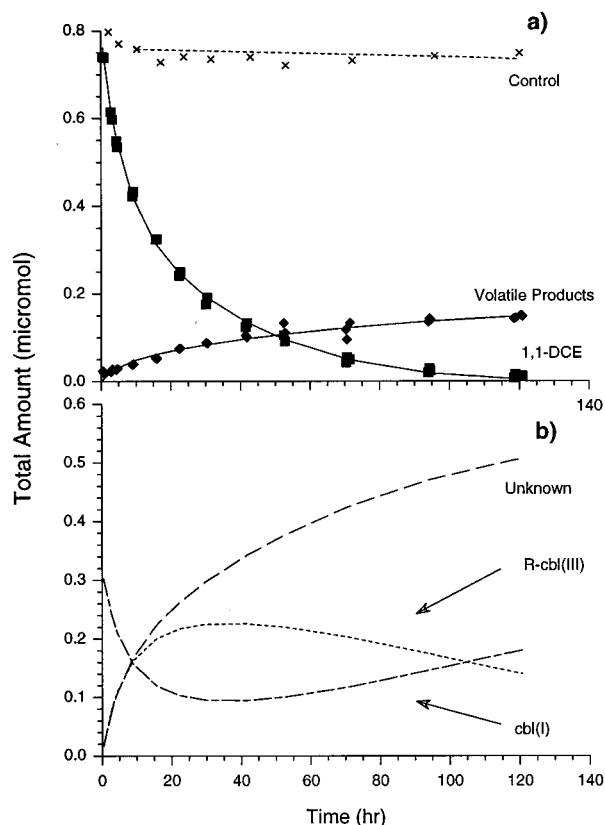 a)
0.8
Control
0.6
0.4
Total Amount (micromol)
Volatile Products
0.2
1,1-DCE
0.0
140
0.6
b)
0.5
Unknown
0.4
R-cbl(III)
0.3
0.2
0.1
cbl(I)
0.0
0 20 40 60 80 100 120 140
Time (hr)